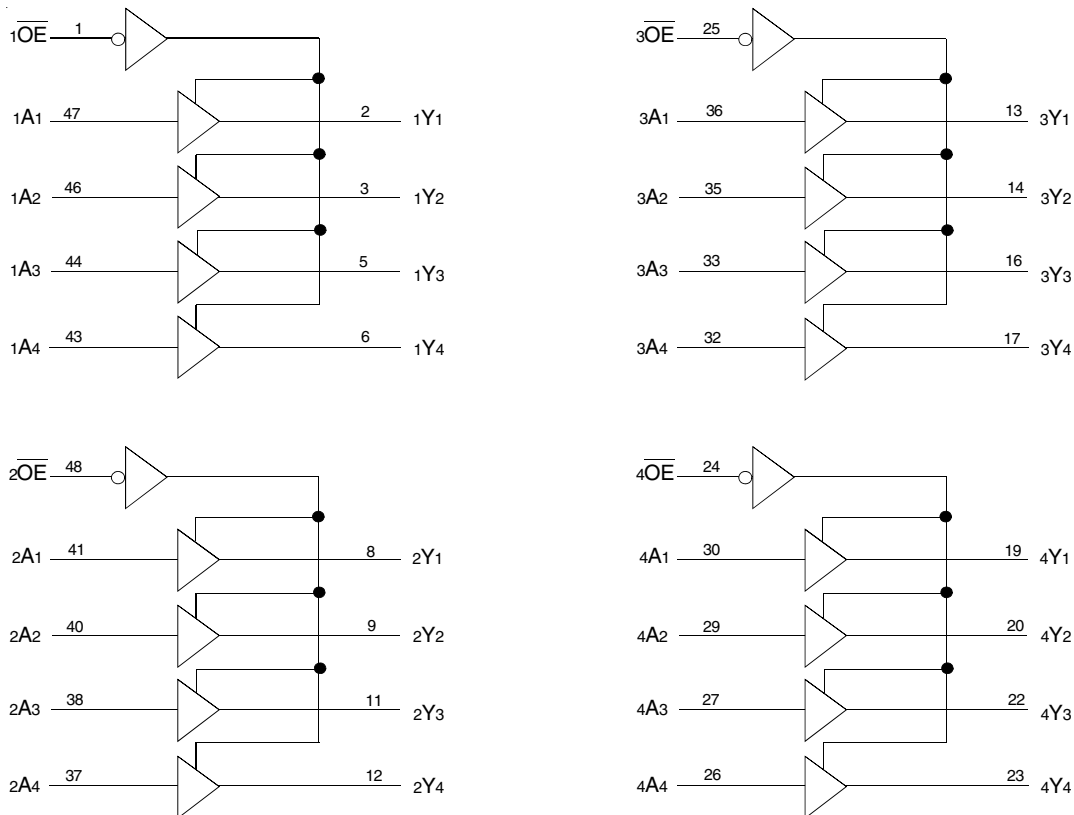 1OE 1
1A1 47 2 1Y1
1A2 46 3 1Y2
1A3 44 5 1Y3
1A4 43 6 1Y4
3OE 25
3A1 36 13 3Y1
3A2 35 14 3Y2
3A3 33 16 3Y3
3A4 32 17 3Y4
2OE 48
2A1 41 8 2Y1
2A2 40 9 2Y2
2A3 38 11 2Y3
2A4 37 12 2Y4
4OE 24
4A1 30 19 4Y1
4A2 29 20 4Y2
4A3 27 22 4Y3
4A4 26 23 4Y4